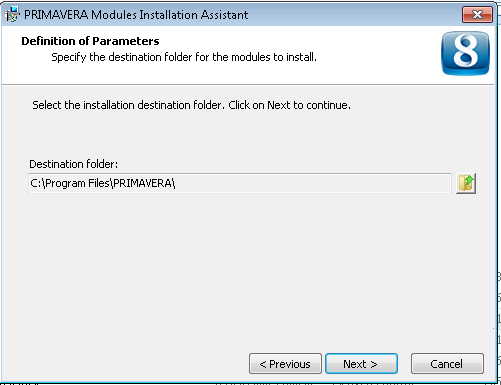 PRIMAVERA Modules Installation Assistant
Definition of Parameters
Specify the destination folder for the modules to install.
8
Select the installation destination folder. Click on Next to continue.
Destination folder:
C:\Program Files\PRIMAVERA\
< Previous
Next >
Cancel